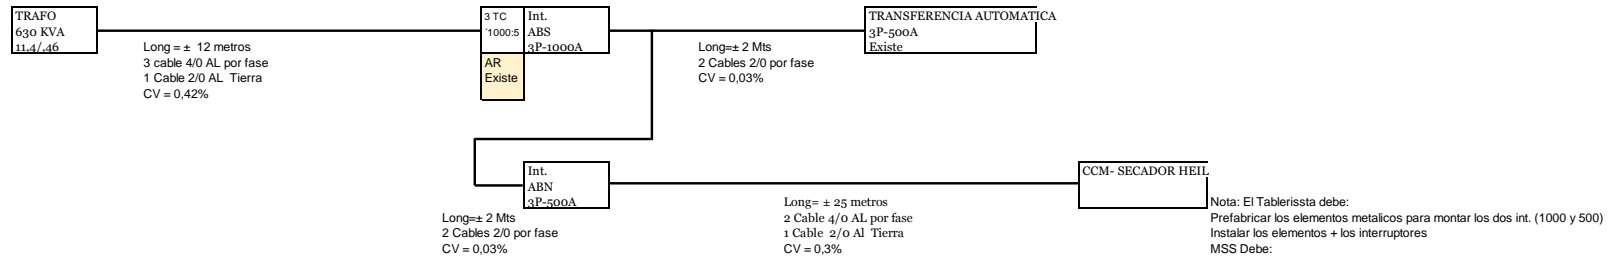 TRAFO
630 KVA
11,4/,46
Long = ± 12 metros
3 cable 4/0 AL por fase
1 Cable 2/0 AL Tierra
CV = 0,42%
3 TC
´1000:5
AR
Existe
Int.
ABS
3P-1000A
Long=± 2 Mts
2 Cables 2/0 por fase
CV = 0,03%
TRANSFERENCIA AUTOMATICA
3P-500A
Existe
Int.
ABN
3P-500A
Long=± 2 Mts
2 Cables 2/0 por fase
CV = 0,03%
Long= ± 25 metros
2 Cable 4/0 AL por fase
1 Cable 2/0 Al Tierra
CV = 0,3%
CCM- SECADOR HEIL
Nota: El Tablerissta debe:
Prefabricar los elementos metalicos para montar los dos int. (1000 y 500)
Instalar los elementos + los interruptores
MSS Debe: